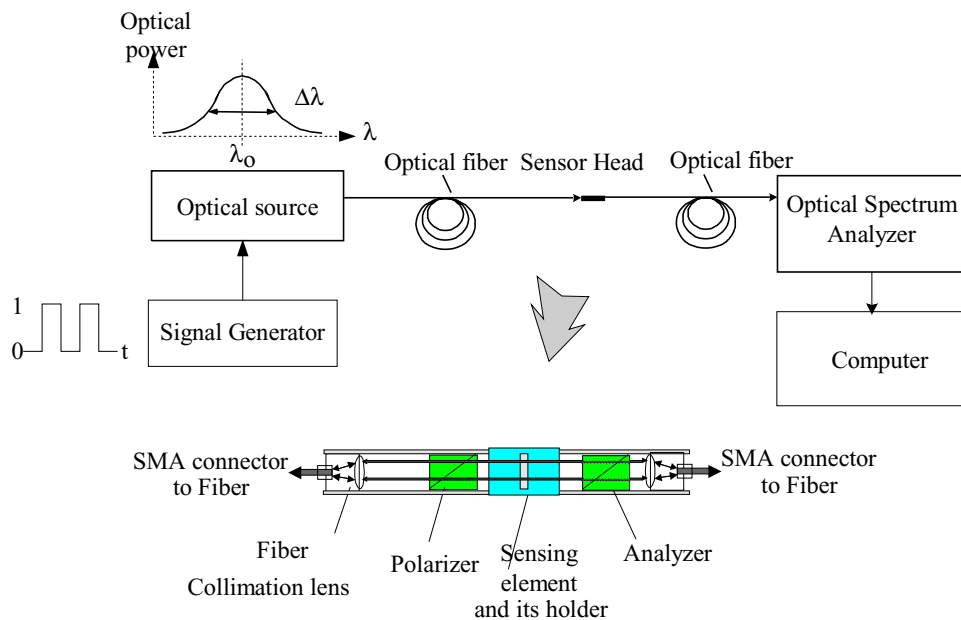 Optical
power
Δλ
λ
λo
Optical fiber
Sensor Head
Optical fiber
Optical source
Optical Spectrum
Analyzer
1
0
t
Signal Generator
Computer
SMA connector
to Fiber
SMA connector
to Fiber
Fiber
Collimation lens
Polarizer
Sensing
element
and its holder
Analyzer